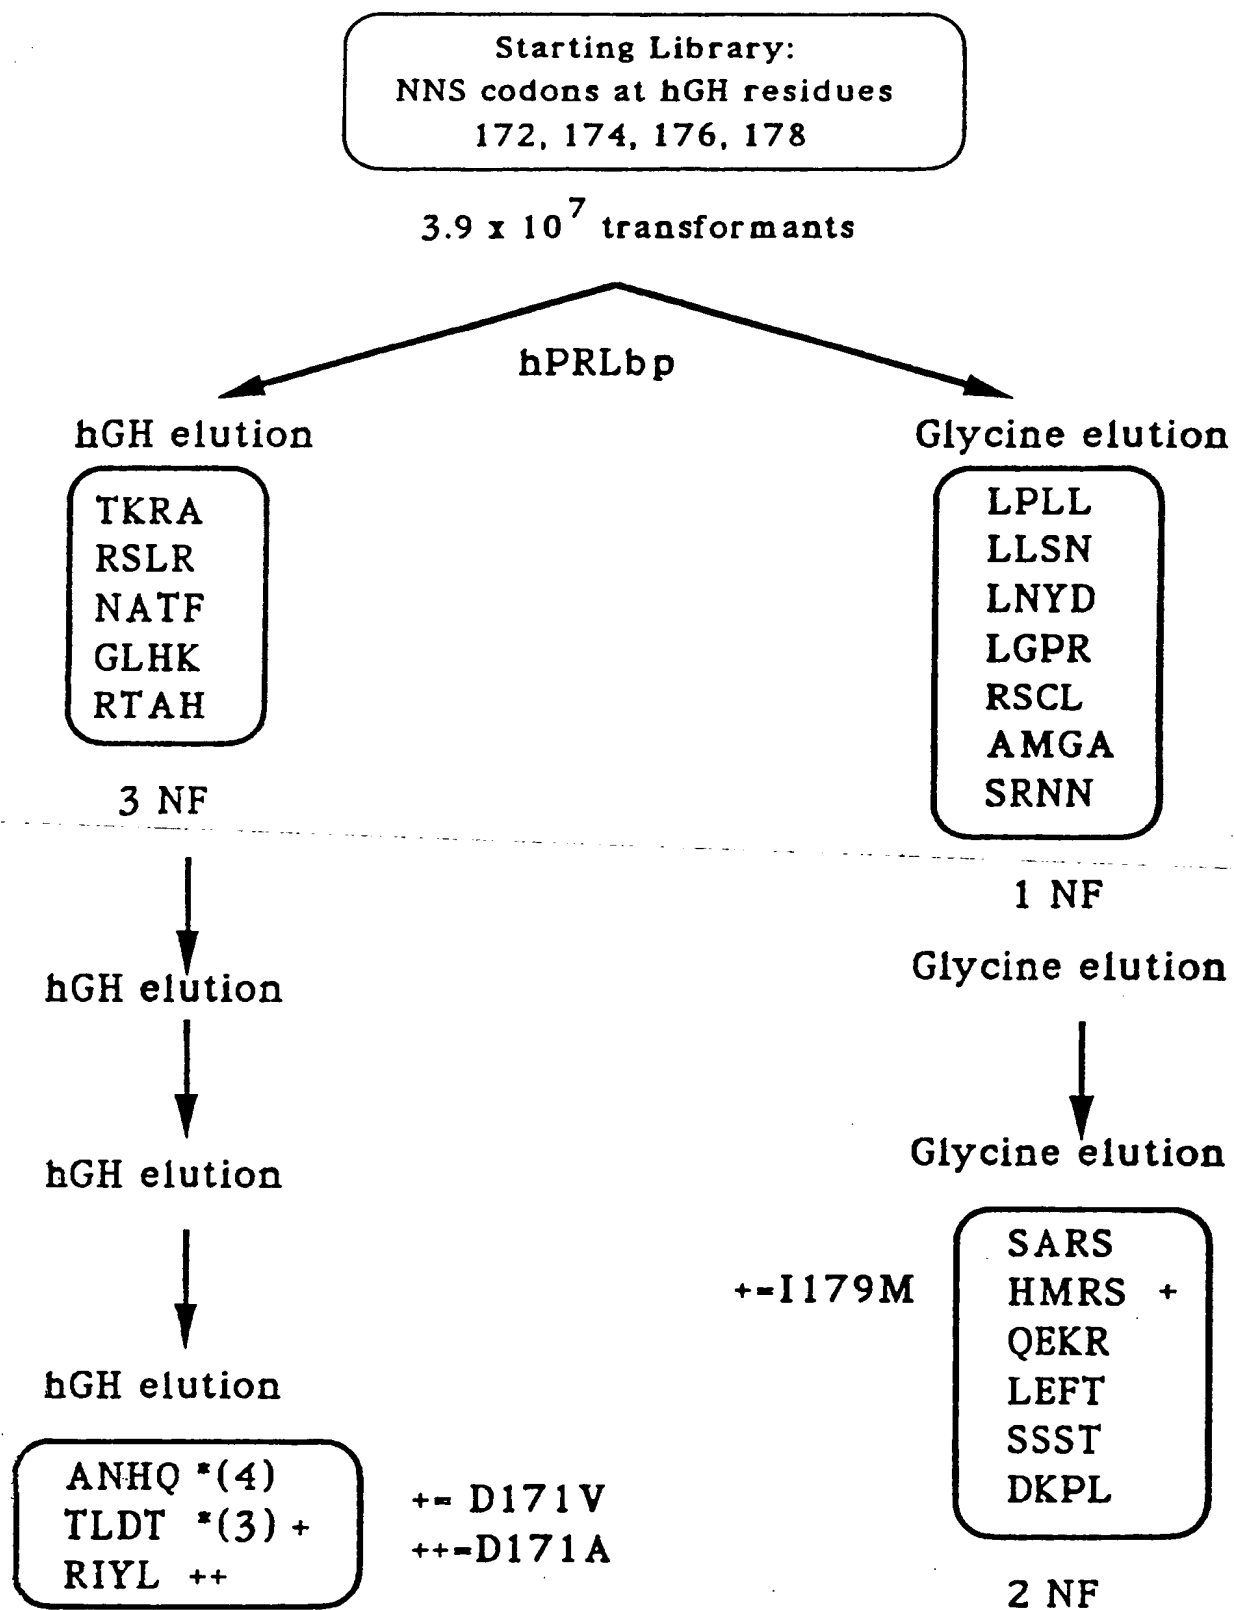 Starting Library:
NNS codons at hGH residues
172, 174, 176, 178
3.9 x 10^7 transformants
hPRLbp
hGH elution
TKRA
RSLR
NATF
GLHK
RTAH
3 NF
hGH elution
hGH elution
hGH elution
ANHQ *(4)
TLDT *(3) +
RIYL ++
+= D171V
++=D171A
Glycine elution
LPLL
LLSN
LNYD
LGPR
RSCL
AMGA
SRNN
1 NF
Glycine elution
Glycine elution
+=I179M
SARS
HMRS +
QEKR
LEFT
SSST
DKPL
2 NF